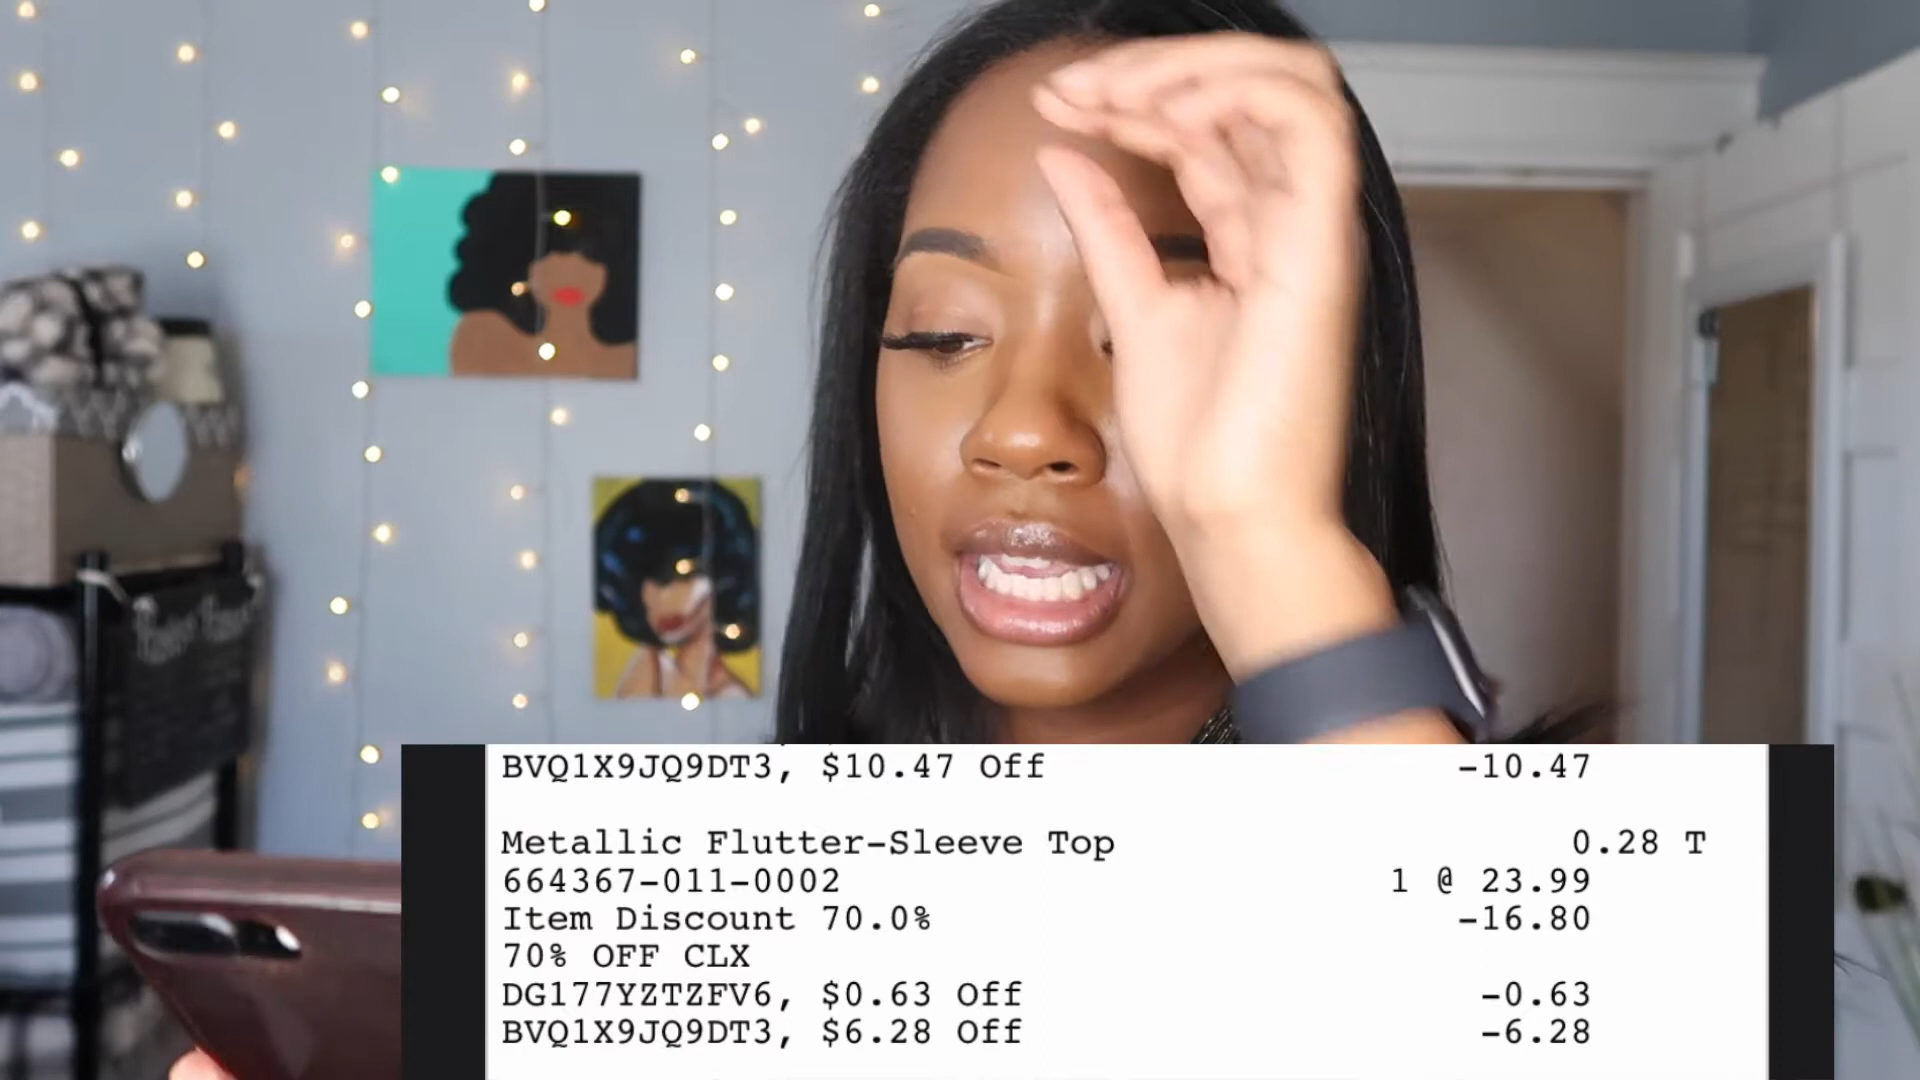 BVQ1X9JQ9DT3, $10.47 Off -10.47
Metallic Flutter-Sleeve Top 0.28 T
664367-011-0002 1 @ 23.99
Item Discount 70.0% -16.80
70% OFF CLX
DG177YZTZFV6, $0.63 Off -0.63
BVQ1X9JQ9DT3, $6.28 Off -6.28